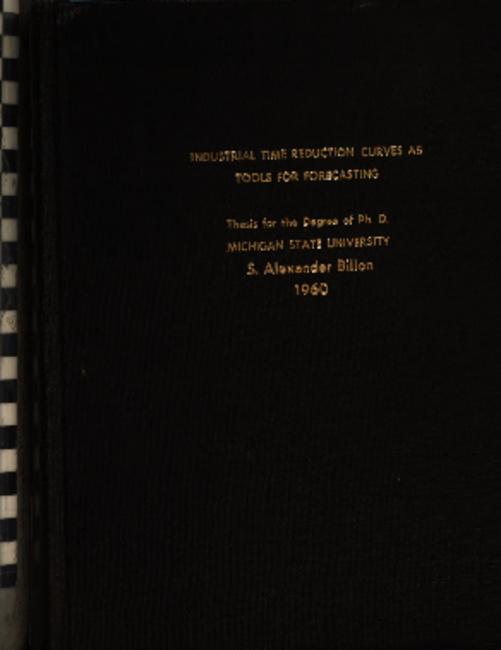 INDUSTRIAL TIME REDUCTION CURVES AS
TOOLS FOR FORECASTING
Thesis for the Degree of Ph. D.
MICHIGAN STATE UNIVERSITY
S. Alexander Billon
1960